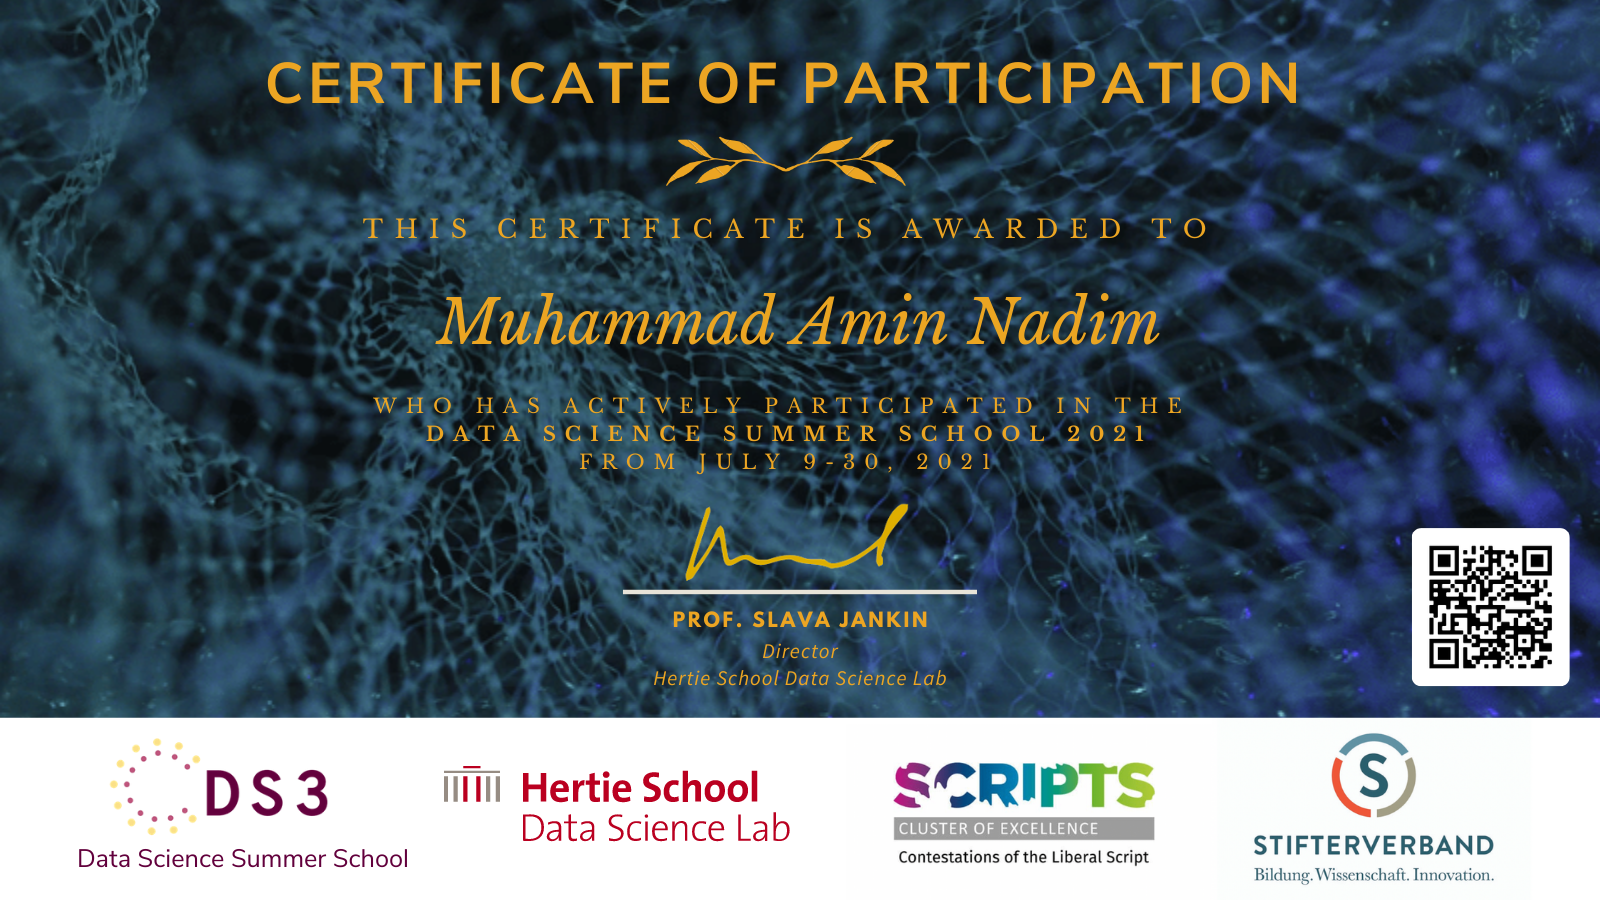 CERTIFICATE OF PARTICIPATION
THIS CERTIFICATE IS AWARDED TO
Muhammad Amin Nadim
WHO HAS ACTIVELY PARTICIPATED IN THE
DATA SCIENCE SUMMER SCHOOL 2021
FROM JULY 9-30, 2021
PROF. SLAVA JANKIN
Director
Hertie School Data Science Lab
DS3
Data Science Summer School
Hertie School
Data Science Lab
SCRIPTS
CLUSTER OF EXCELLENCE
Contestations of the Liberal Script
S
STIFTERVERBAND
Bildung. Wissenschaft. Innovation.